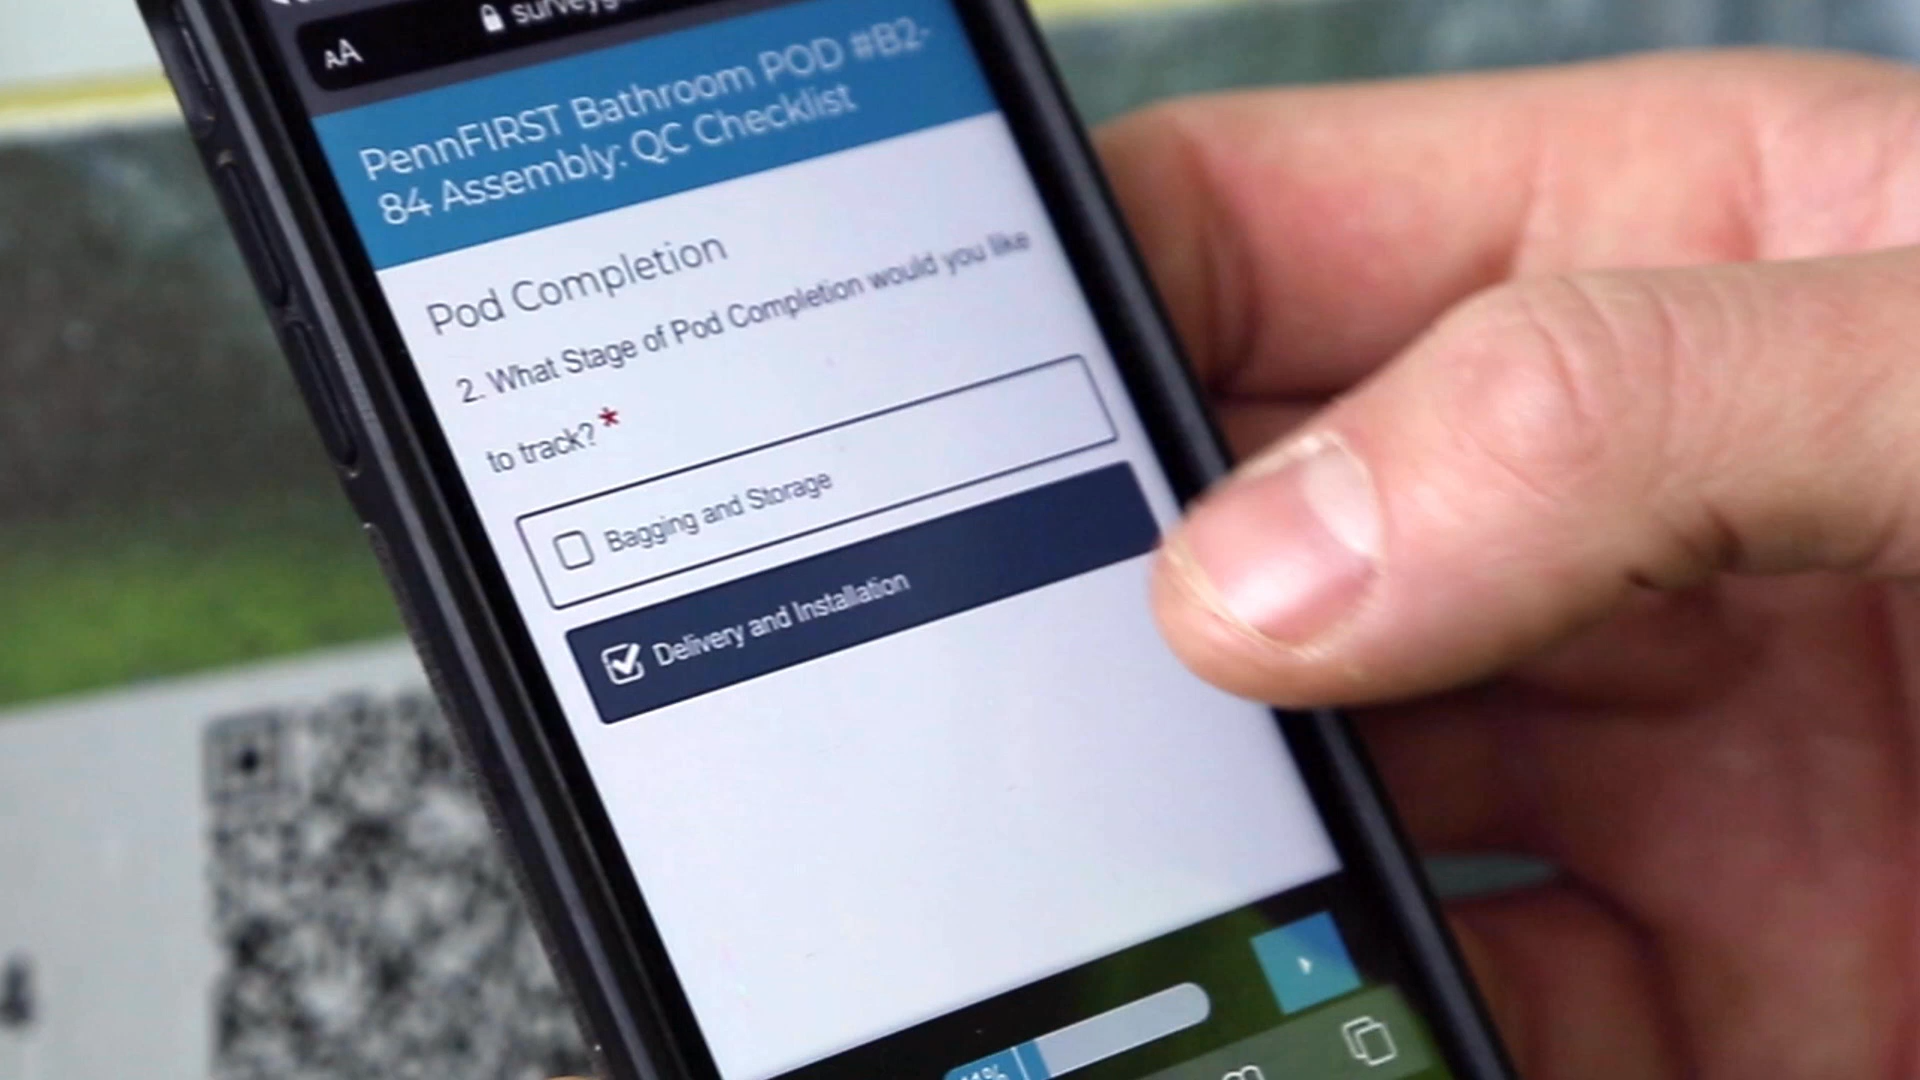 AA
PennFIRST Bathroom POD #B2-
84 Assembly: QC Checklist
Pod Completion
2. What Stage of Pod Completion would you like
to track? *
Bagging and Storage
Delivery and Installation